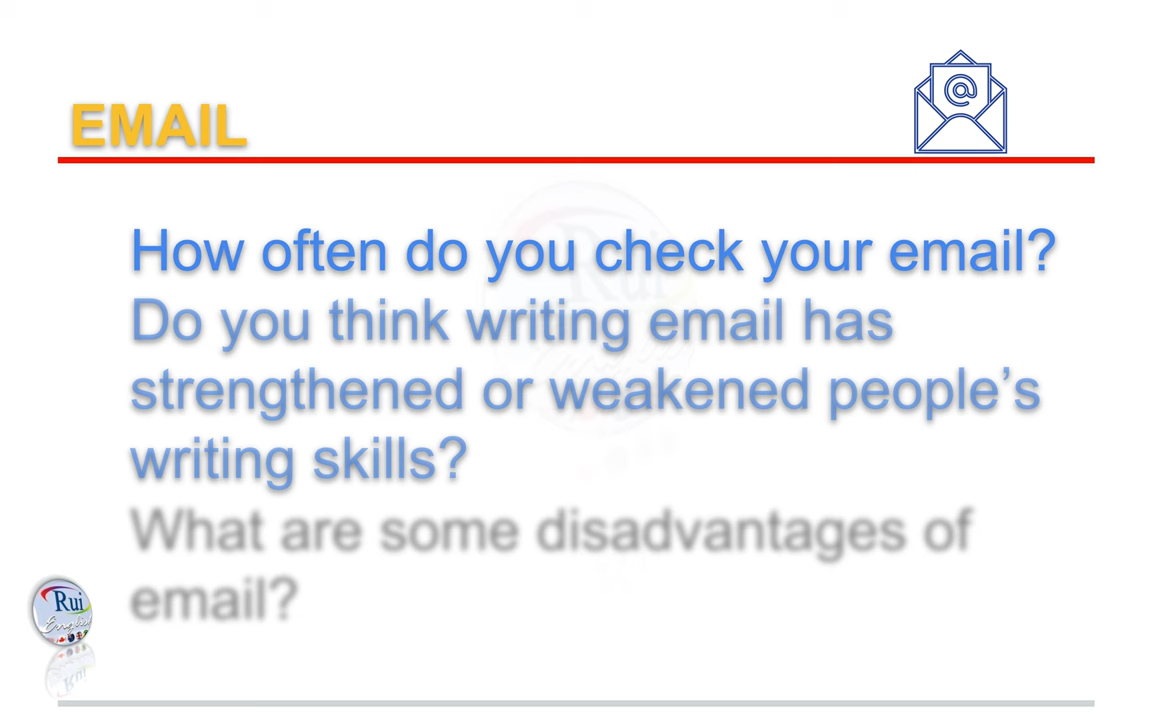 EMAIL
@
How often do you check your email?
Do you think writing email has
strengthened or weakened people’s
writing skills?
What are some disadvantages of
email?
Rui
English